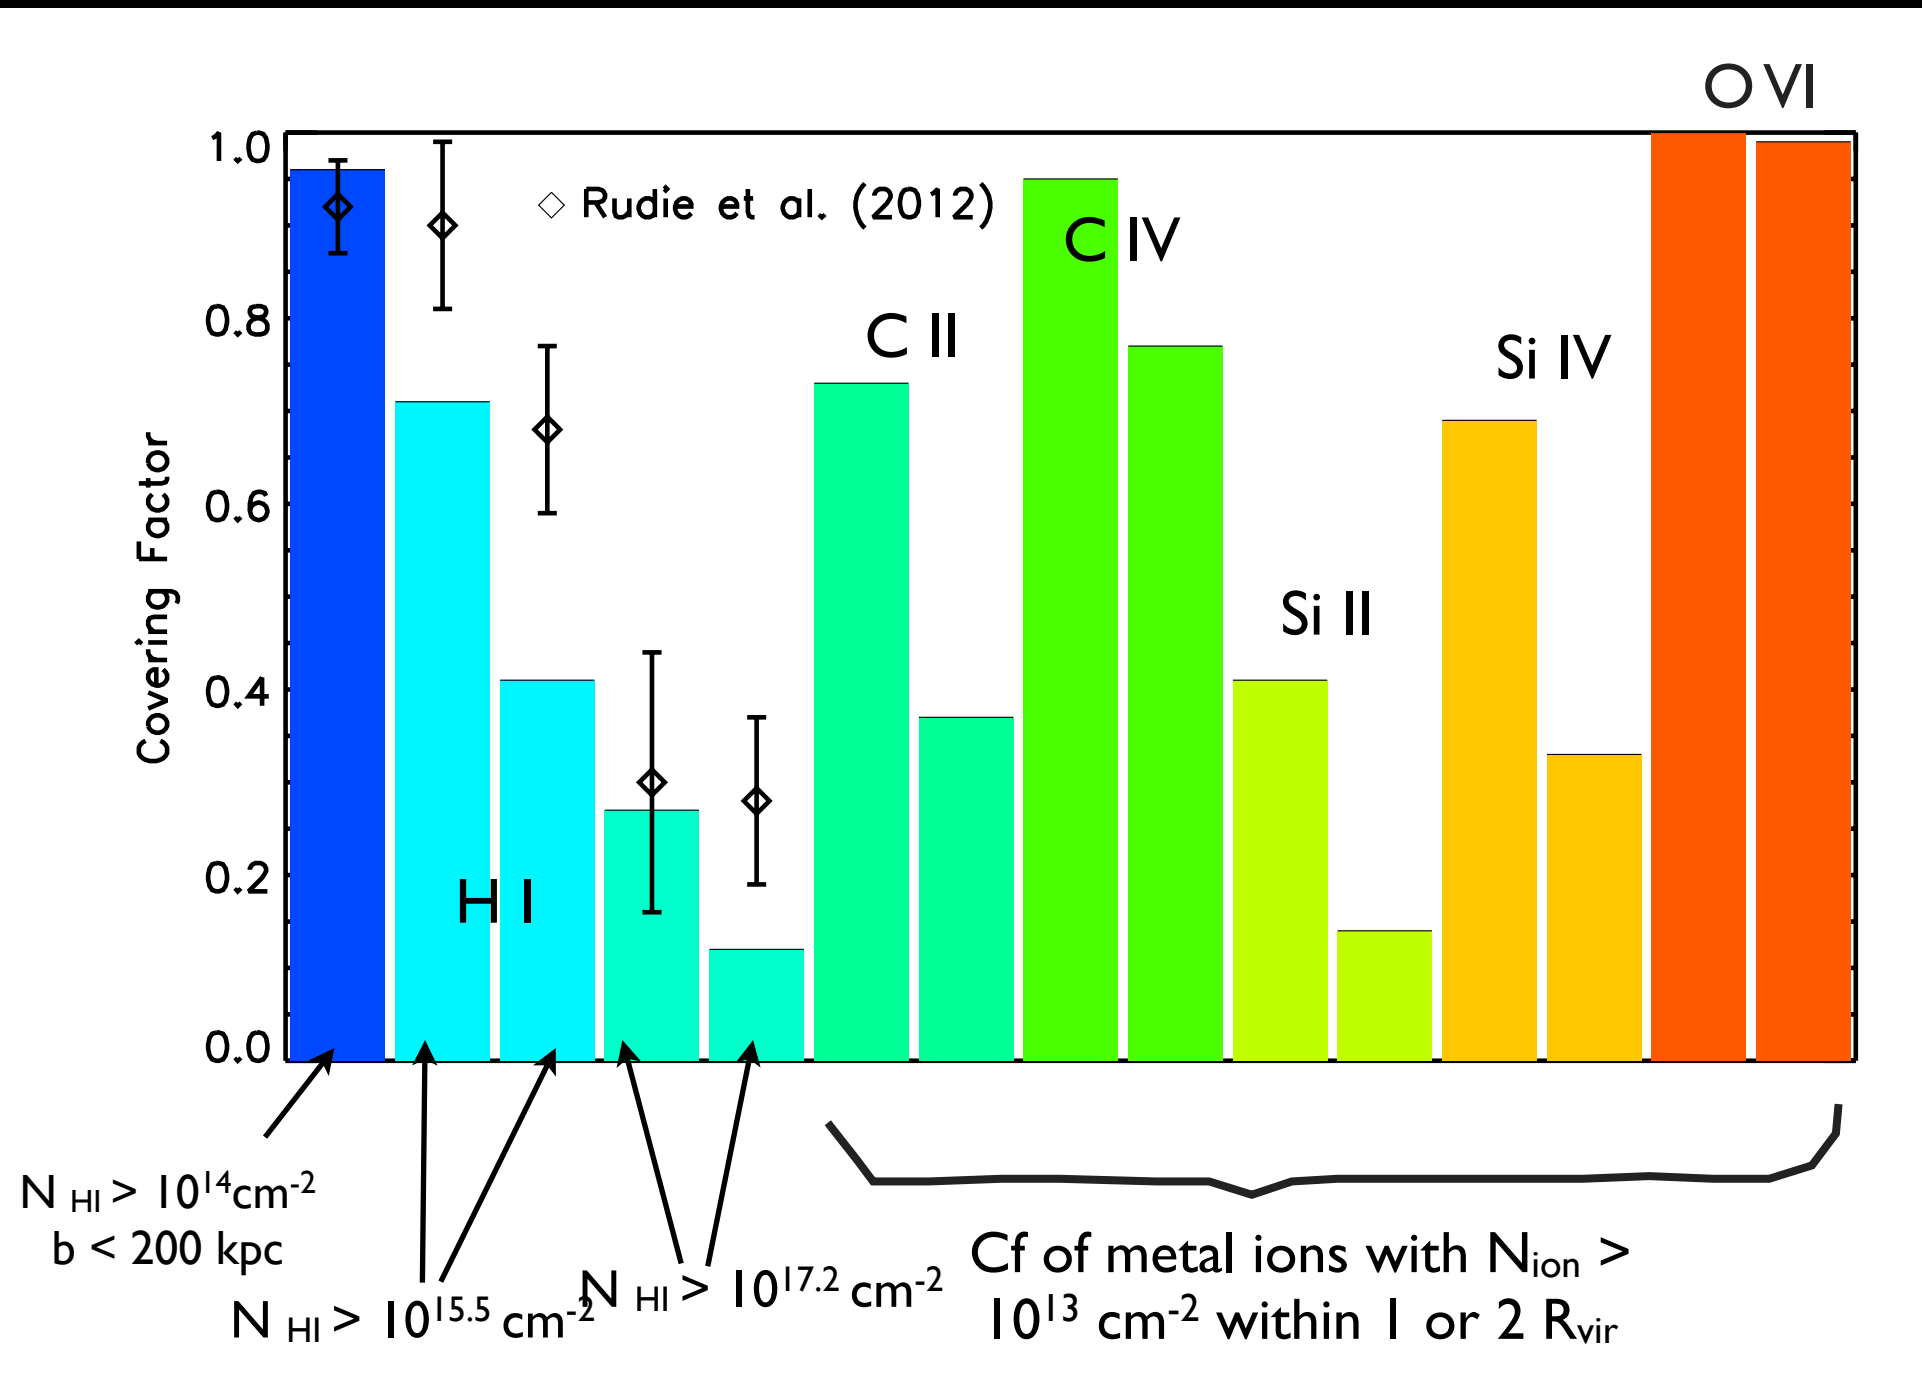 O VI
1.0
◇ Rudie et al. (2012)
C IV
0.8
C II
Si IV
0.6
Si II
0.4
0.2
H I
0.0
Covering Factor
N HI > 10^14 cm^-2
b < 200 kpc
N HI > 10^15.5 cm^-2
N HI > 10^17.2 cm^-2
Cf of metal ions with N_ion >
10^13 cm^-2 within 1 or 2 R_vir